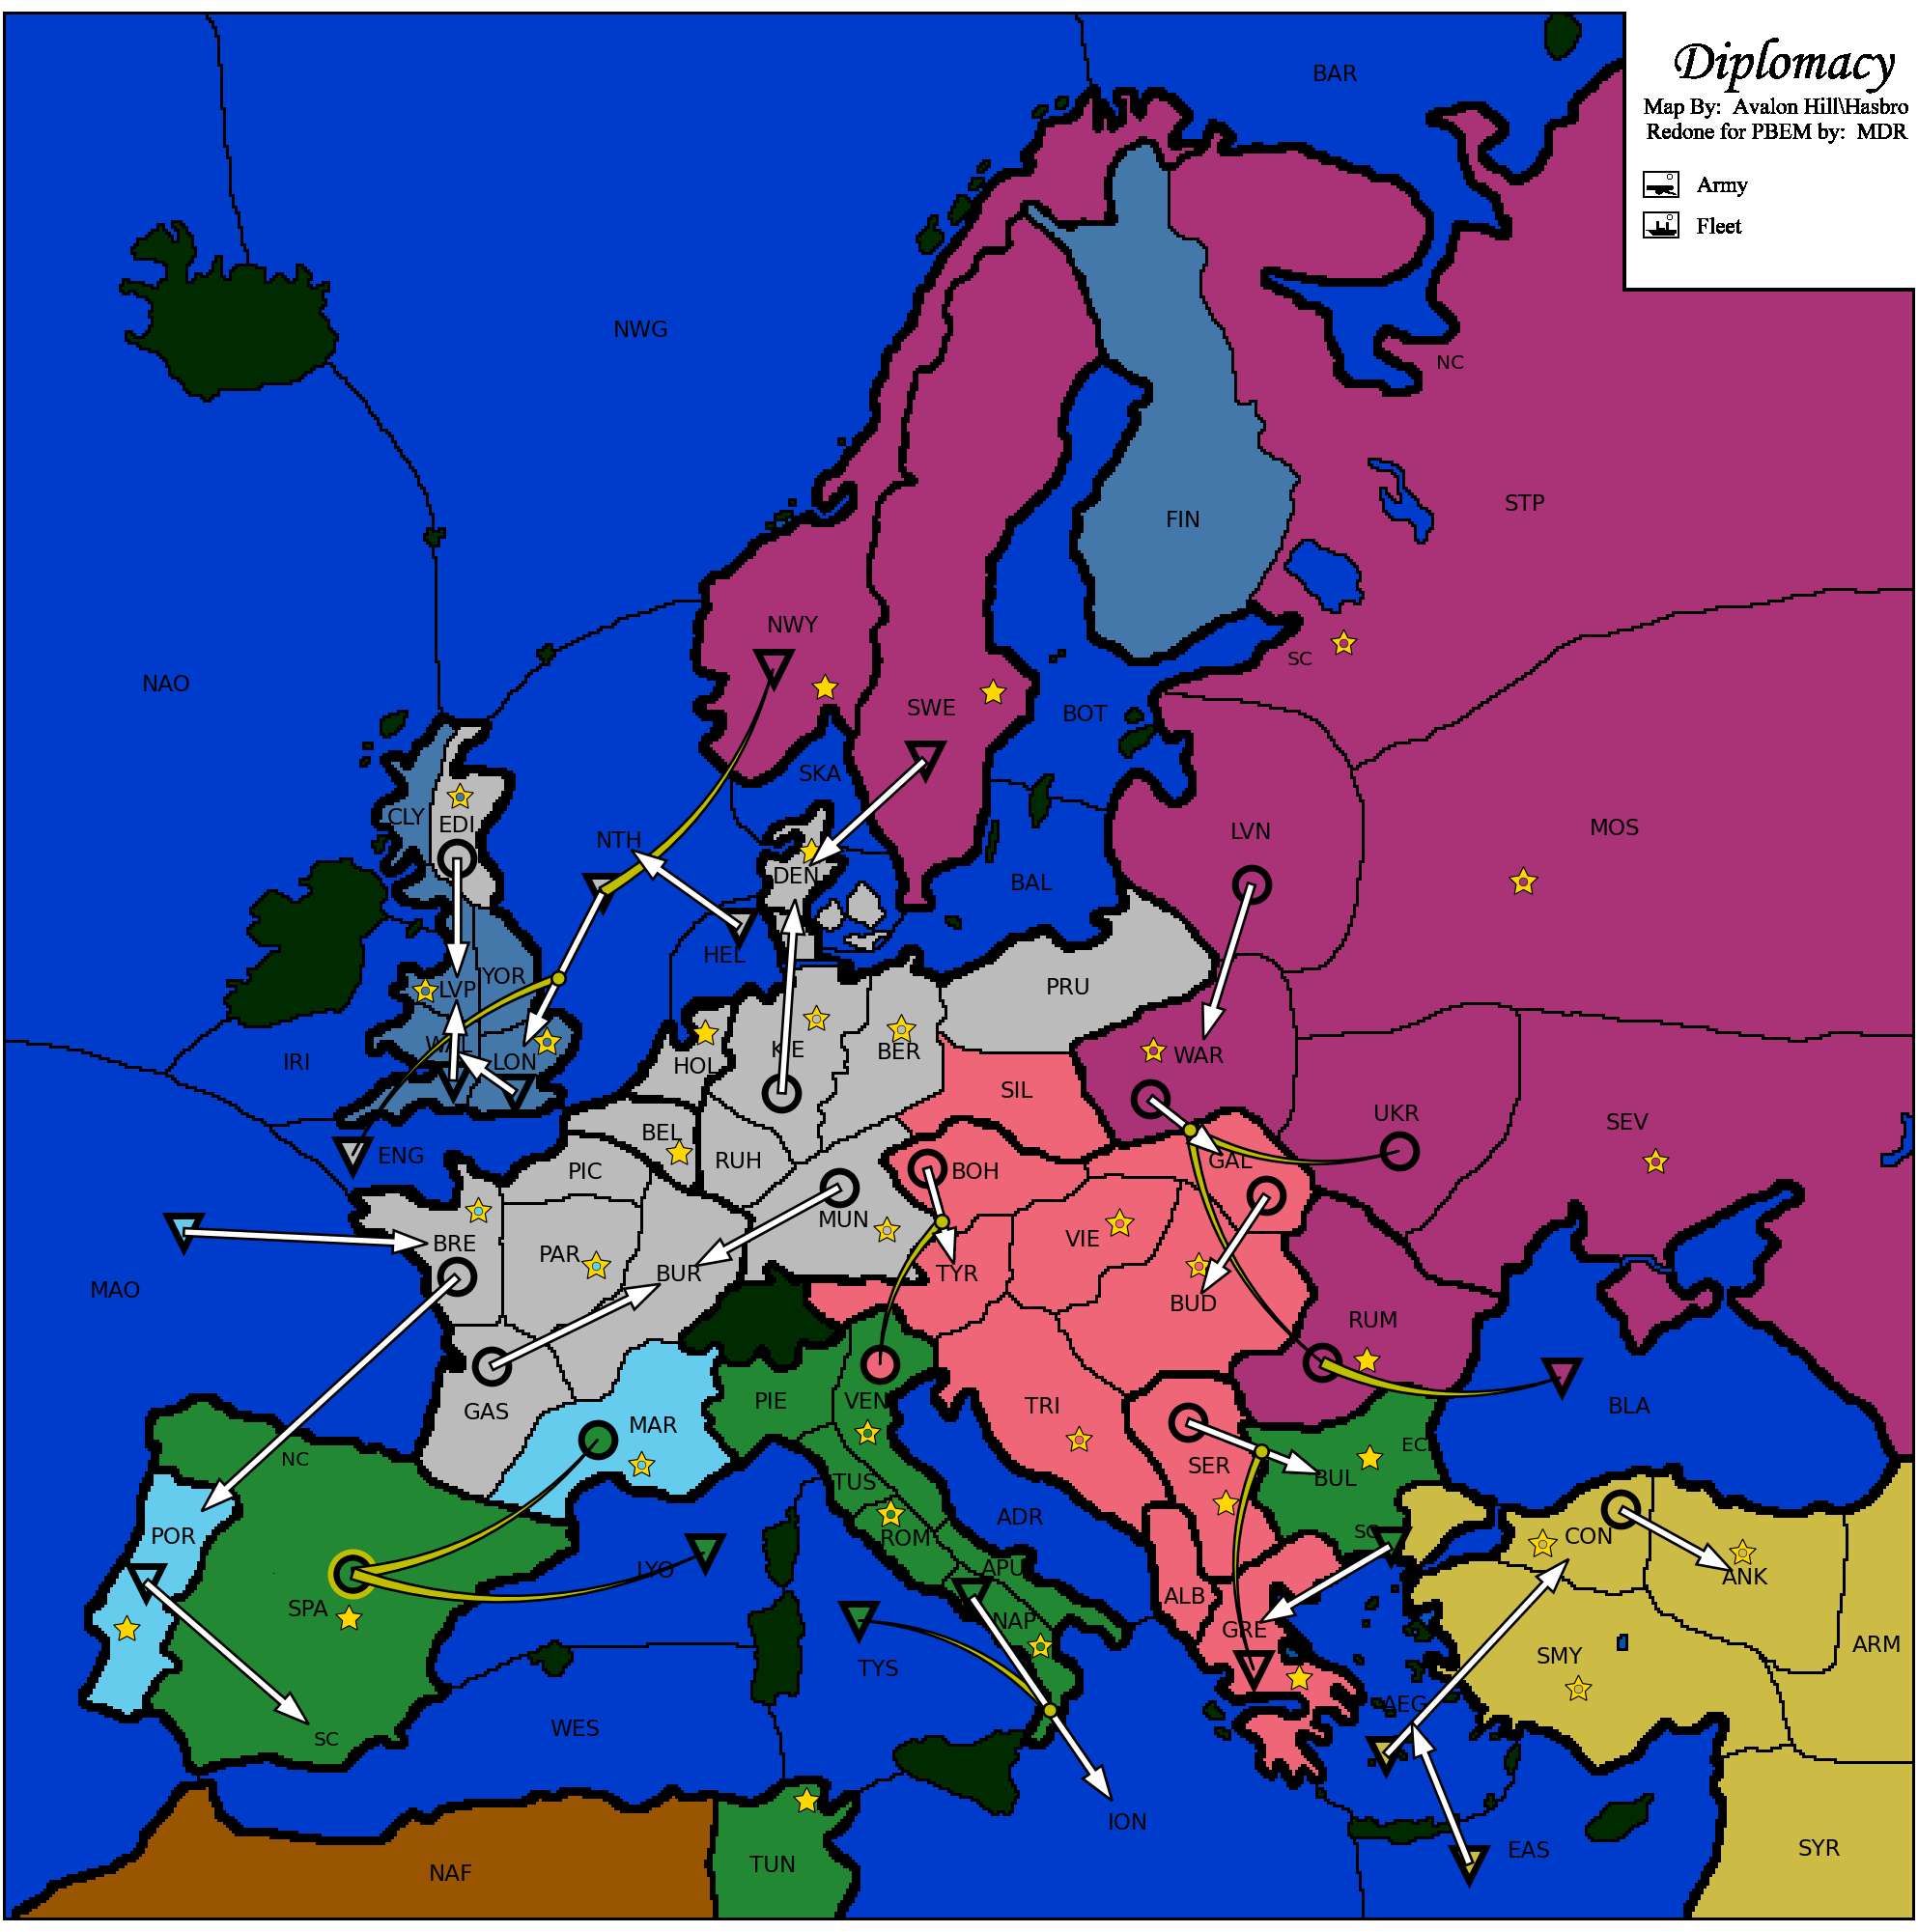 Diplomacy
Map By: Avalon Hill\Hasbro
Redone for PBEM by: MDR
Army
Fleet
BAR
NWG
NC
STP
FIN
NWY
SC
NAO
SWE
BOT
SKA
CLY
EDI
NTH
LVN
MOS
DEN
BAL
HEL
YOR
LVP
PRU
WAL
LON
IRI
HOL
KIE
BER
WAR
SIL
UKR
SEV
BEL
ENG
PIC
RUH
BOH
GAL
MUN
BRE
PAR
BUR
VIE
TYR
MAO
BUD
RUM
PIE
VEN
TRI
BLA
GAS
MAR
NC
SER
EC
BUL
TUS
POR
ROM
ADR
SC
CON
LYO
APU
ANK
SPA
NAP
ALB
GRE
ARM
TYS
SMY
AEG
WES
SC
ION
EAS
SYR
NAF
TUN